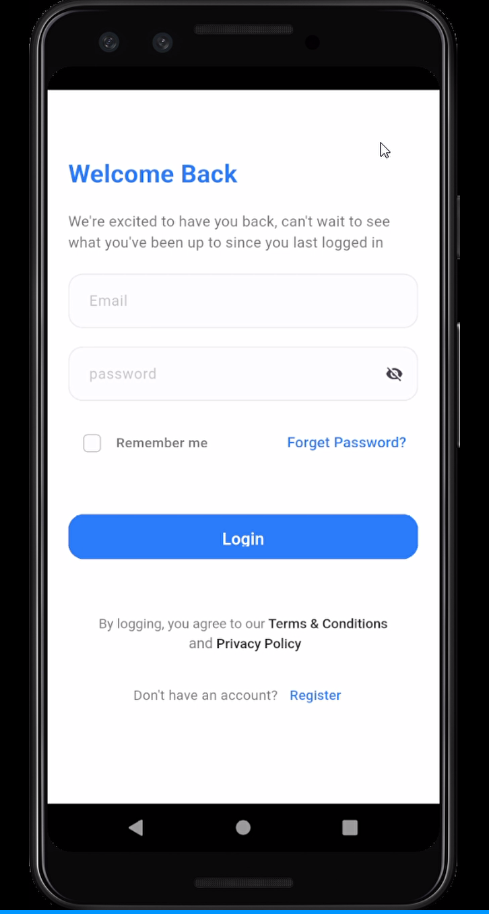 Welcome Back
We're excited to have you back, can't wait to see
what you've been up to since you last logged in
Email
password
Remember me Forget Password?
Login
By logging, you agree to our Terms & Conditions
and Privacy Policy
Don't have an account? Register